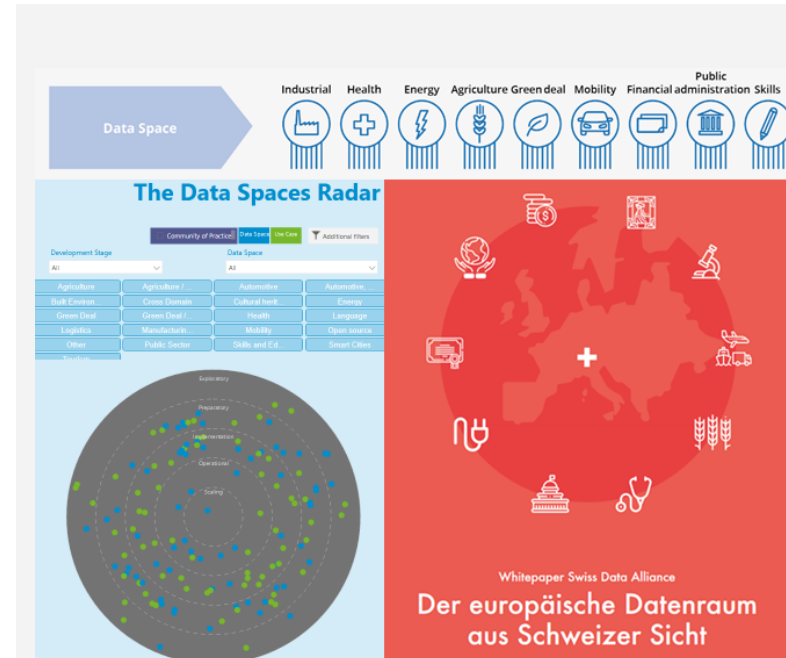 Data Space
Industrial
Health
Energy
Agriculture
Green deal
Mobility
Financial
Public administration
Skills
The Data Spaces Radar
Community of Practice
Data Space
Use Case
Additional filters
Development Stage
Data Space
All
All
Agriculture
Agriculture / ...
Automotive
Automotive, ...
Built Environ...
Cross Domain
Cultural herit...
Energy
Green Deal
Green Deal /...
Health
Language
Logistics
Manufacturin...
Mobility
Open source
Other
Public Sector
Skills and Ed...
Smart Cities
Tourism
Exploratory
Preparatory
Implementation
Operational
Scaling
Whitepaper Swiss Data Alliance
Der europäische Datenraum
aus Schweizer Sicht